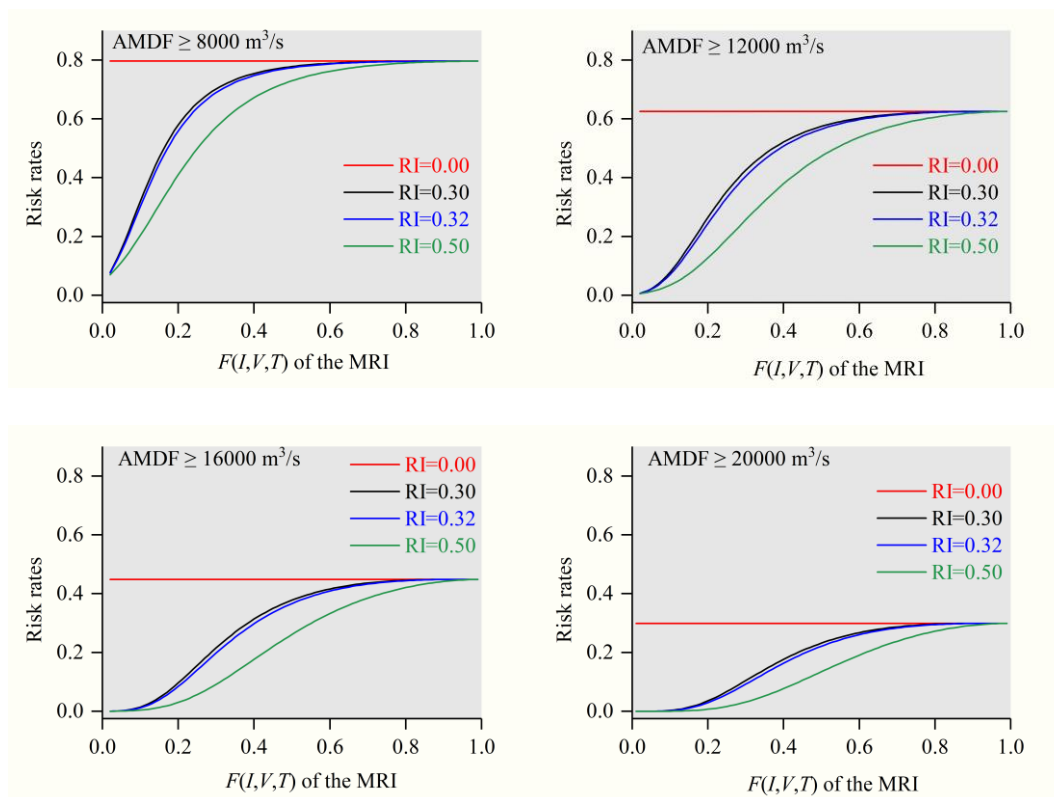 AMDF ≥ 8000 m³/s
Risk rates
0.8
0.6
0.4
0.2
0.0
RI=0.00
RI=0.30
RI=0.32
RI=0.50
0.0 0.2 0.4 0.6 0.8 1.0
F(I,V,T) of the MRI
AMDF ≥ 12000 m³/s
Risk rates
0.8
0.6
0.4
0.2
0.0
RI=0.00
RI=0.30
RI=0.32
RI=0.50
0.0 0.2 0.4 0.6 0.8 1.0
F(I,V,T) of the MRI
AMDF ≥ 16000 m³/s
Risk rates
0.8
0.6
0.4
0.2
0.0
RI=0.00
RI=0.30
RI=0.32
RI=0.50
0.0 0.2 0.4 0.6 0.8 1.0
F(I,V,T) of the MRI
AMDF ≥ 20000 m³/s
Risk rates
0.8
0.6
0.4
0.2
0.0
RI=0.00
RI=0.30
RI=0.32
RI=0.50
0.0 0.2 0.4 0.6 0.8 1.0
F(I,V,T) of the MRI